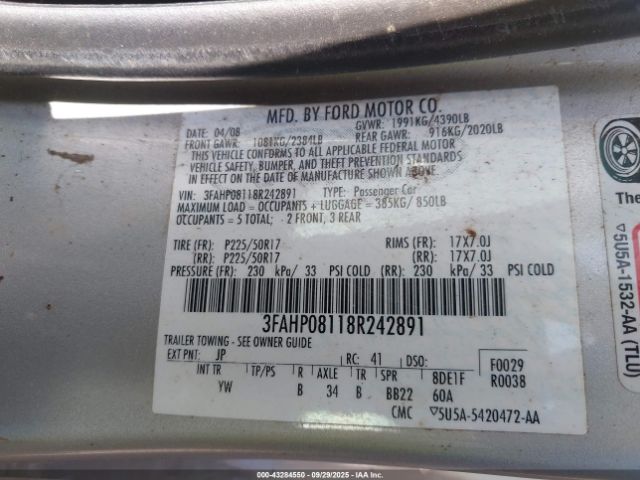 MFD. BY FORD MOTOR CO.
DATE: 04/08 GVWR: 1991KG/4390LB
FRONT GAWR: 1081KG/2384LB REAR GAWR: 916KG/2020LB
THIS VEHICLE CONFORMS TO ALL APPLICABLE FEDERAL MOTOR
VEHICLE SAFETY, BUMPER, AND THEFT PREVENTION STANDARDS
IN EFFECT ON THE DATE OF MANUFACTURE SHOWN ABOVE.
VIN: 3FAHP08118R242891 TYPE: Passenger Car
MAXIMUM LOAD = OCCUPANTS + LUGGAGE = 385KG/ 850LB
OCCUPANTS = 5 TOTAL; - 2 FRONT, 3 REAR
TIRE (FR): P225/50R17 RIMS (FR): 17X7.0J
(RR): P225/50R17 (RR): 17X7.0J
PRESSURE (FR): 230 kPa/ 33 PSI COLD (RR): 230 kPa/ 33 PSI COLD
3FAHP08118R242891
TRAILER TOWING - SEE OWNER GUIDE
EXT PNT: JP RC: 41 DSO: F0029
INT TR TP/PS R AXLE TR SPR 8DE1F R0038
YW B 34 B BB22 60A
CMC ▽5U5A-5420472-AA
The
▽5U5A-1532-AA (TLU)
© - 43284550 - 09/29/2025 - IAAI.COM